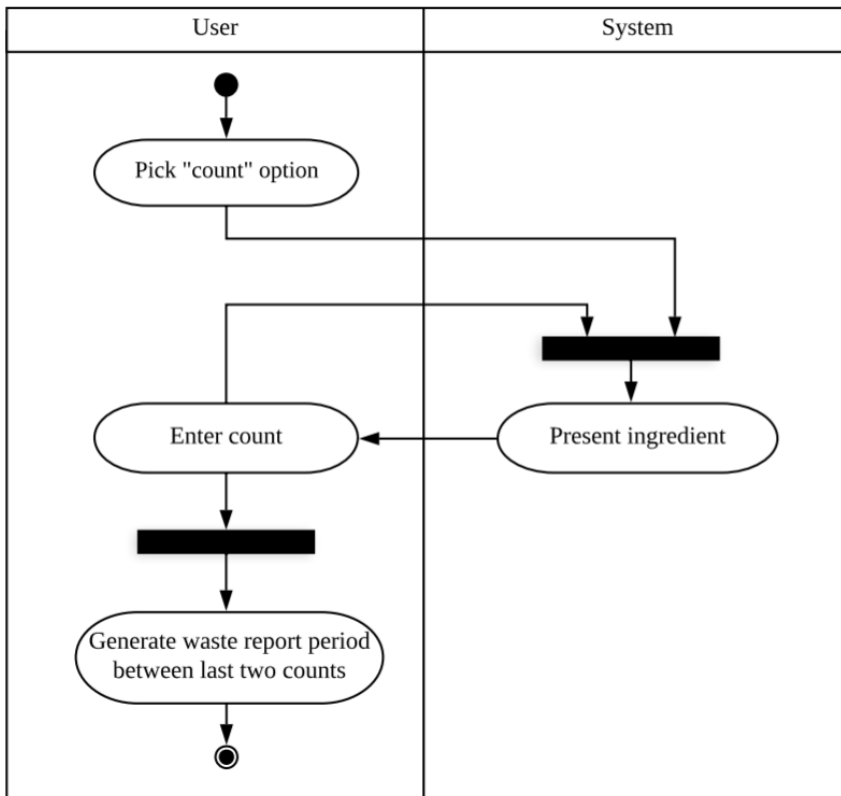 User
System
Pick "count" option
Enter count
Present ingredient
Generate waste report period
between last two counts